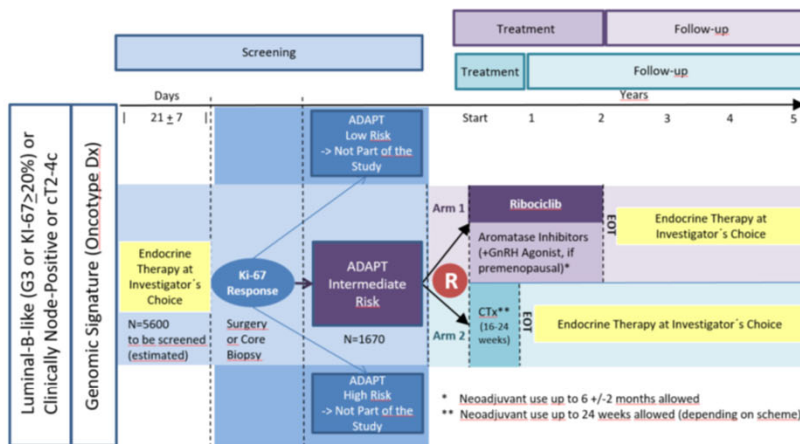 Screening
Treatment
Follow-up
Treatment
Follow-up
Days
Years
| 21 ± 7 |
Start
1
2
3
4
5
Luminal-B-like (G3 or KI-67>20%) or
Clinically Node-Positive or cT2-4c
Genomic Signature (Oncotype Dx)
ADAPT
Low Risk
-> Not Part of the
Study
Endocrine
Therapy at
Investigator´s
Choice
N=5600
to be screened
(estimated)
Ki-67
Response
Surgery
or Core
Biopsy
ADAPT
Intermediate
Risk
N=1670
ADAPT
High Risk
-> Not Part of the
Study
R
Arm 1
Ribociclib
Aromatase Inhibitors
(+GnRH Agonist, if
premenopausal)*
EOT
Endocrine Therapy at
Investigator´s Choice
Arm 2
CTx**
(16-24
weeks)
EOT
Endocrine Therapy at Investigator´s Choice
* Neoadjuvant use up to 6 +/-2 months allowed
** Neoadjuvant use up to 24 weeks allowed (depending on scheme)